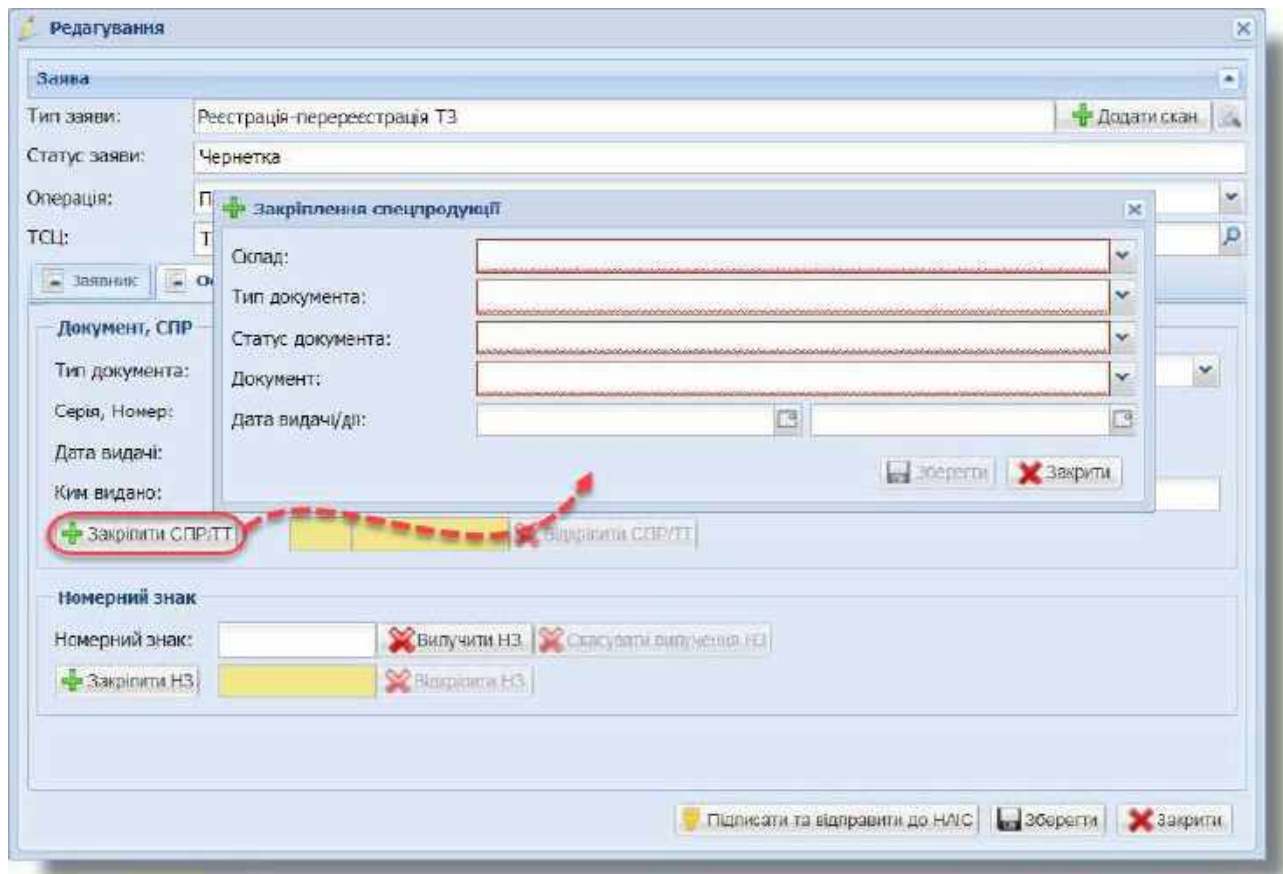 Редагування
Заява
Тип заяви: Реєстрація-перереєстрація ТЗ Додати скан
Статус заяви: Чернетка
Операція: П
ТСЦ: Т
Закріплення спецпродукції
Склад:
Тип документа:
Статус документа:
Документ:
Дата видачі/дії:
Зберегти Закрити
Заявник Ос
Документ, СПР
Тип документа:
Серія, Номер:
Дата видачі:
Ким видано:
Закріпити СПР/ТТ Відкріпити СПР/ТТ
Номерний знак
Номерний знак: Вилучити НЗ Скасувати вилучення НЗ
Закріпити НЗ Відкріпити НЗ
Підписати та відправити до НАІС Зберегти Закрити